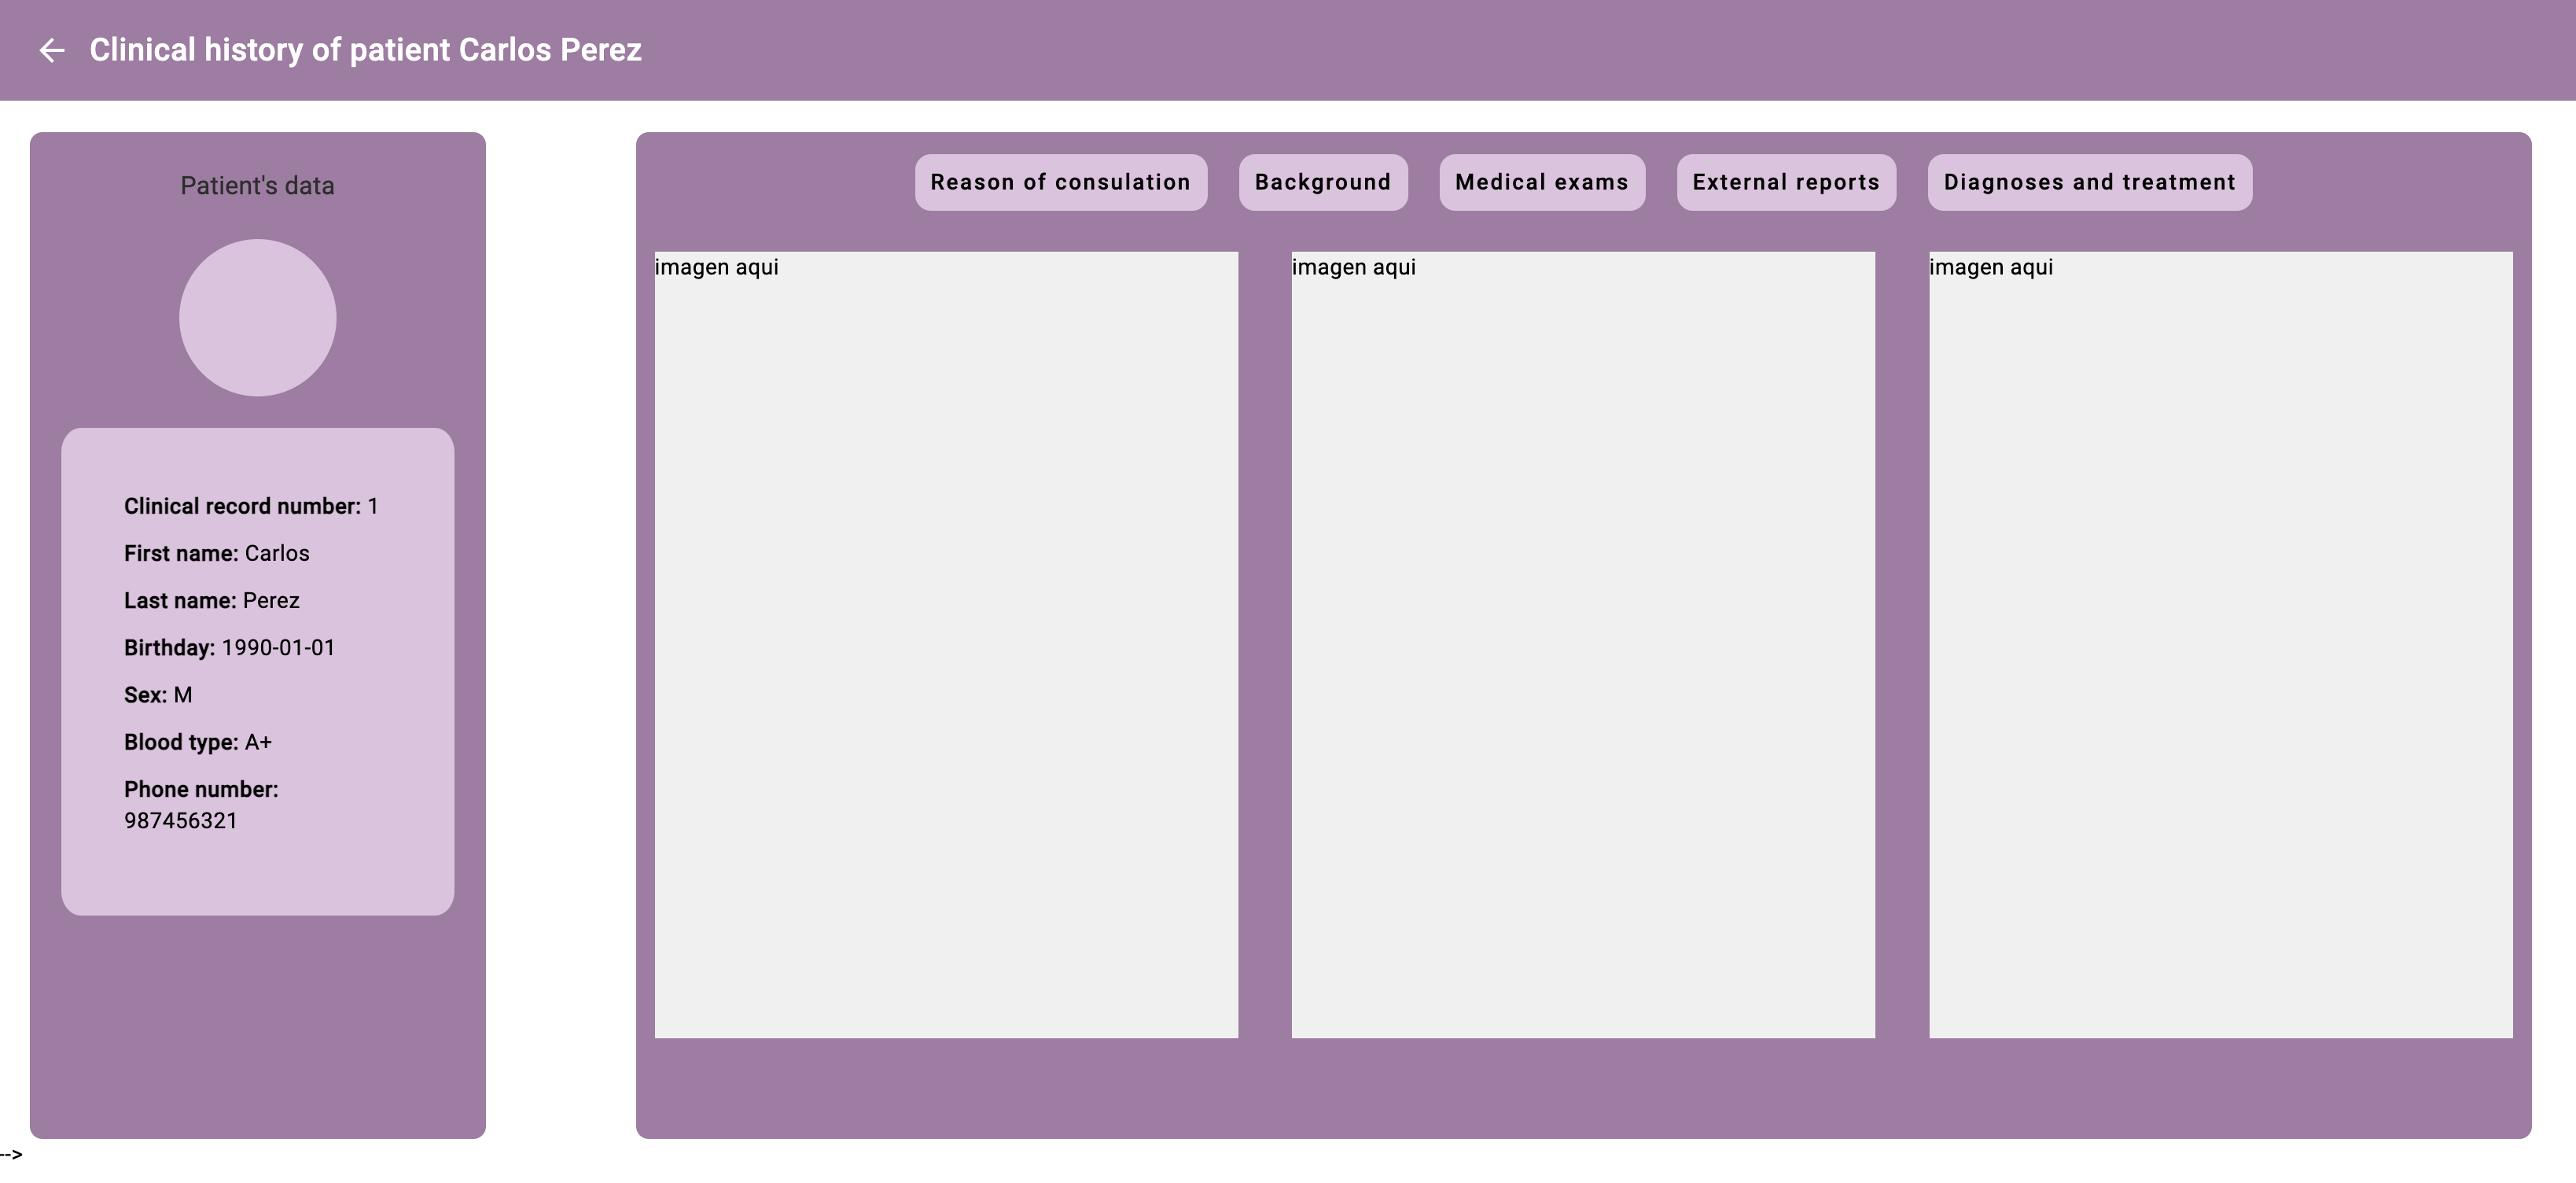 Clinical history of patient Carlos Perez
Patient's data
Clinical record number: 1
First name: Carlos
Last name: Perez
Birthday: 1990-01-01
Sex: M
Blood type: A+
Phone number:
987456321
Reason of consulation
Background
Medical exams
External reports
Diagnoses and treatment
imagen aqui
imagen aqui
imagen aqui
-->